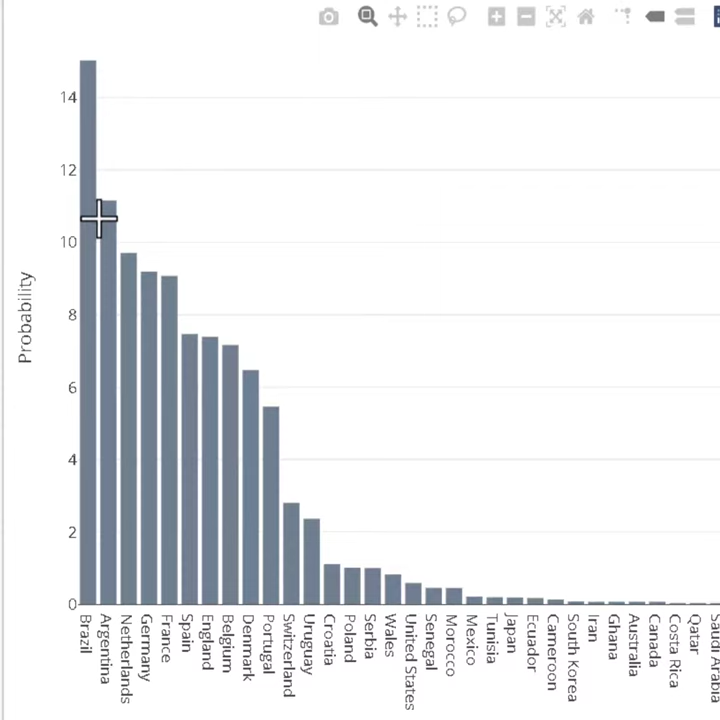 14
12
10
8
6
4
2
0
Probability
Brazil
Argentina
Netherlands
Germany
France
Spain
England
Belgium
Denmark
Portugal
Switzerland
Uruguay
Croatia
Poland
Serbia
Wales
United States
Senegal
Morocco
Mexico
Tunisia
Japan
Ecuador
Cameroon
South Korea
Iran
Ghana
Australia
Canada
Costa Rica
Qatar
Saudi Arabia